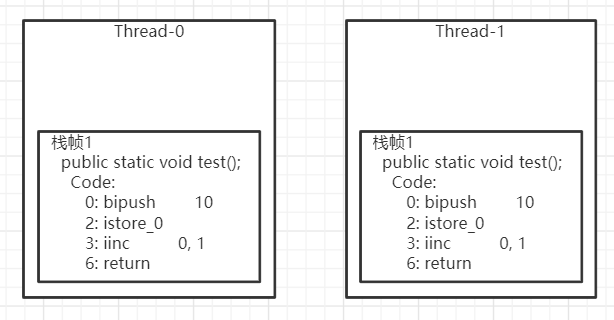 Thread-0
栈帧1
public static void test();
Code:
0: bipush 10
2: istore_0
3: iinc 0, 1
6: return
Thread-1
栈帧1
public static void test();
Code:
0: bipush 10
2: istore_0
3: iinc 0, 1
6: return